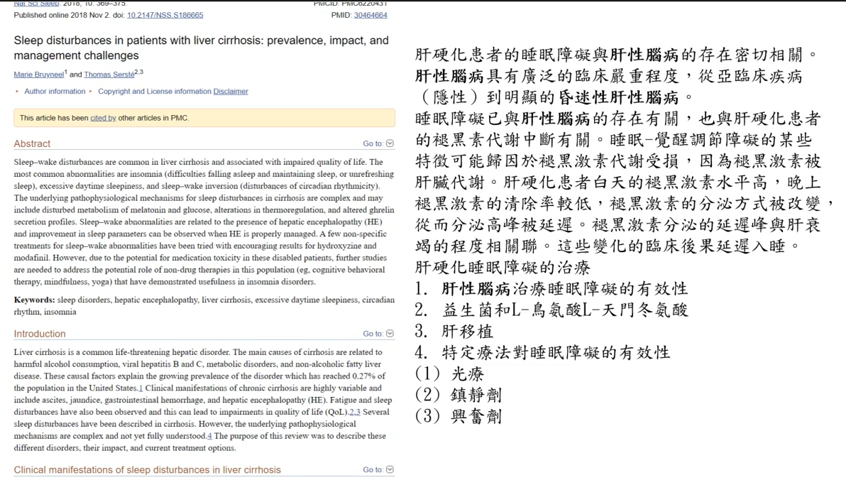 Nat Sci Sleep. 2018; 10: 369–375.
PMCID: PMC6220431
Published online 2018 Nov 2. doi: 10.2147/NSS.S186665
PMID: 30464664
Sleep disturbances in patients with liver cirrhosis: prevalence, impact, and
management challenges
Marie Bruyneel1 and Thomas Sersté2,3
Author information Copyright and License information Disclaimer
This article has been cited by other articles in PMC.
Abstract
Go to:
Sleep–wake disturbances are common in liver cirrhosis and associated with impaired quality of life. The
most common abnormalities are insomnia (difficulties falling asleep and maintaining sleep, or unrefreshing
sleep), excessive daytime sleepiness, and sleep–wake inversion (disturbances of circadian rhythmicity).
The underlying pathophysiological mechanisms for sleep disturbances in cirrhosis are complex and may
include disturbed metabolism of melatonin and glucose, alterations in thermoregulation, and altered ghrelin
secretion profiles. Sleep–wake abnormalities are related to the presence of hepatic encephalopathy (HE)
and improvement in sleep parameters can be observed when HE is properly managed. A few non-specific
treatments for sleep–wake abnormalities have been tried with encouraging results for hydroxyzine and
modafinil. However, due to the potential for medication toxicity in these disabled patients, further studies
are needed to address the potential role of non-drug therapies in this population (eg, cognitive behavioral
therapy, mindfulness, yoga) that have demonstrated usefulness in insomnia disorders.
Keywords: sleep disorders, hepatic encephalopathy, liver cirrhosis, excessive daytime sleepiness, circadian
rhythm, insomnia
Introduction
Go to:
Liver cirrhosis is a common life-threatening hepatic disorder. The main causes of cirrhosis are related to
harmful alcohol consumption, viral hepatitis B and C, metabolic disorders, and non-alcoholic fatty liver
disease. These causal factors explain the growing prevalence of the disorder which has reached 0.27% of
the population in the United States.1 Clinical manifestations of chronic cirrhosis are highly variable and
include ascites, jaundice, gastrointestinal hemorrhage, and hepatic encephalopathy (HE). Fatigue and sleep
disturbances have also been observed and this can lead to impairments in quality of life (QoL).2,3 Several
sleep disturbances have been described in cirrhosis. However, the underlying pathophysiological
mechanisms are complex and not yet fully understood.4 The purpose of this review was to describe these
different disorders, their impact, and current treatment options.
Clinical manifestations of sleep disturbances in liver cirrhosis
Go to:
肝硬化患者的睡眠障礙與肝性腦病的存在密切相關。
肝性腦病具有廣泛的臨床嚴重程度，從亞臨床疾病
（隱性）到明顯的昏迷性肝性腦病。
睡眠障礙已與肝性腦病的存在有關，也與肝硬化患者
的褪黑素代謝中斷有關。睡眠-覺醒調節障礙的某些
特徵可能歸因於褪黑激素代謝受損，因為褪黑激素被
肝臟代謝。肝硬化患者白天的褪黑激素水平高，晚上
褪黑激素的清除率較低，褪黑激素的分泌方式被改變，
從而分泌高峰被延遲。褪黑激素分泌的延遲峰與肝衰
竭的程度相關聯。這些變化的臨床後果延遲入睡。
肝硬化睡眠障礙的治療
1. 肝性腦病治療睡眠障礙的有效性
2. 益生菌和L-鳥氨酸L-天門冬氨酸
3. 肝移植
4. 特定療法對睡眠障礙的有效性
(1) 光療
(2) 鎮靜劑
(3) 興奮劑